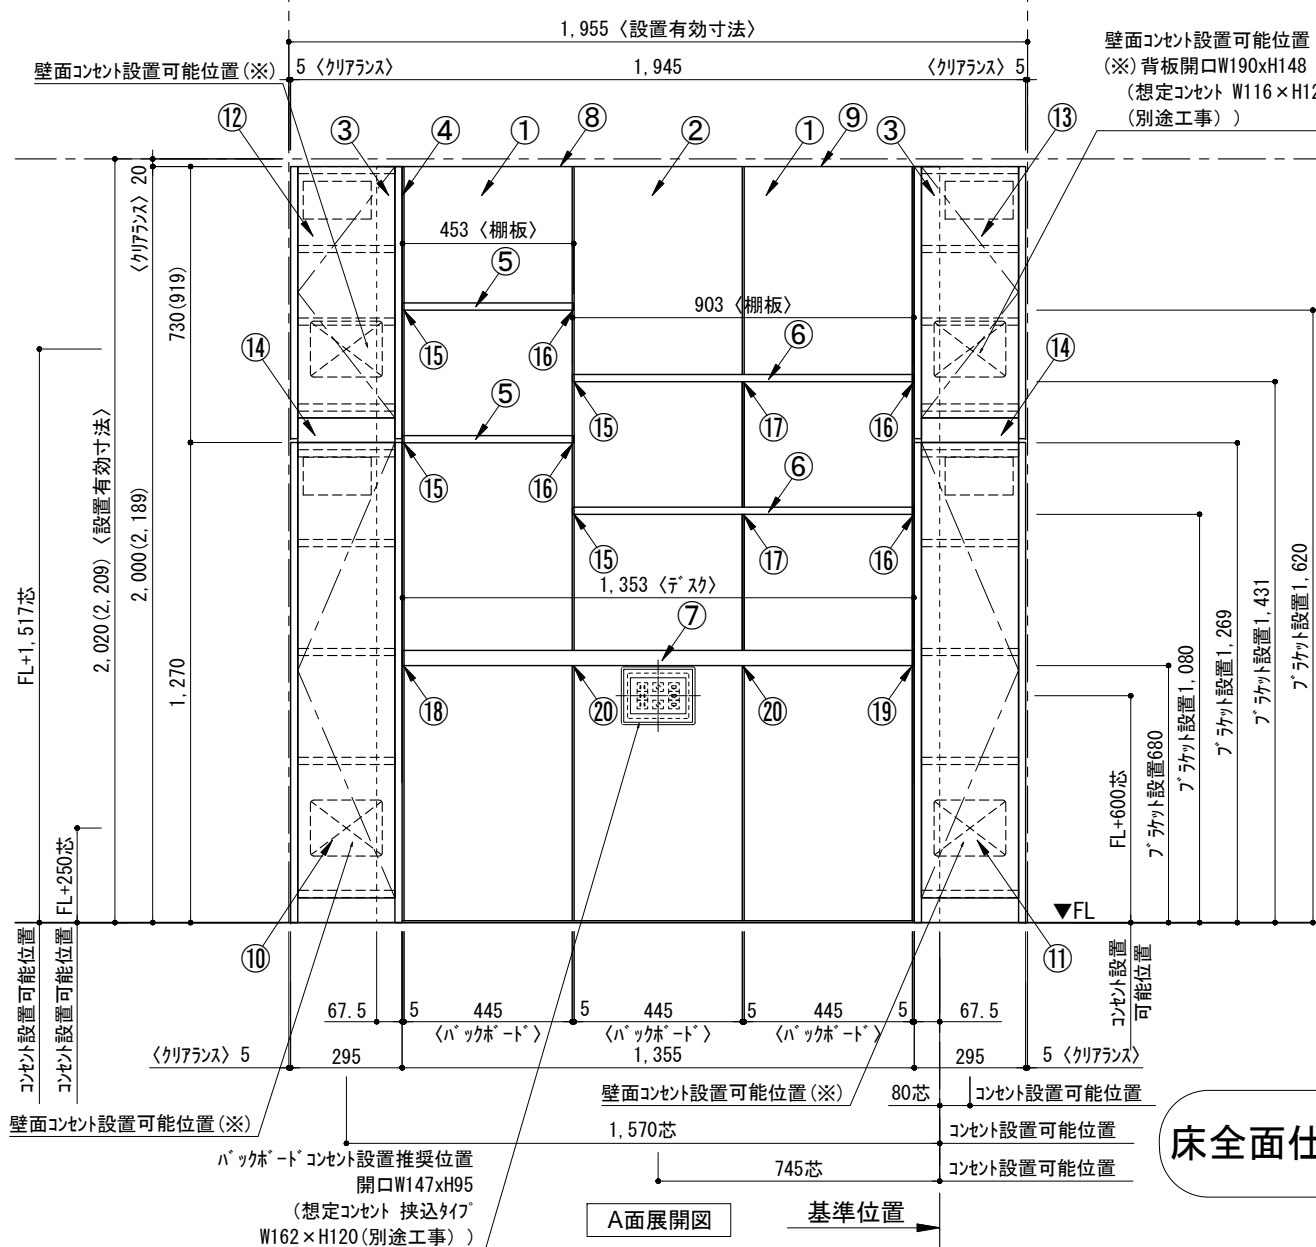 1,955〈設置有効寸法〉
壁面コンセント設置可能位置(※)
5〈クリアランス〉
1,945
〈クリアランス〉5
壁面コンセント設置可能位置
(※)背板開口W190xH148
(想定コンセント W116×H12
(別途工事))
⑫
③
④
①
⑧
②
①
⑨
③
⑬
〈クリアランス〉20
453〈棚板〉
⑤
730(919)
903〈棚板〉
⑥
⑭
⑮
⑯
⑭
⑤
⑮
⑰
⑯
⑮
⑯
⑥
2,020(2,209)〈設置有効寸法〉
2,000(2,189)
⑮
⑰
⑯
1,353〈デスク〉
FL+1,517芯
⑦
1,270
ブラケット設置1,620
ブラケット設置1,431
ブラケット設置1,269
ブラケット設置1,080
ブラケット設置680
FL+600芯
⑱
⑳
⑳
⑲
FL+250芯
▼FL
⑩
⑪
コンセント設置可能位置
コンセント設置可能位置
コンセント設置
可能位置
67.5
5
445
5
445
5
445
5
67.5
〈バックボード〉
〈バックボード〉
〈バックボード〉
〈クリアランス〉5
295
1,355
295
5〈クリアランス〉
壁面コンセント設置可能位置(※)
80芯
コンセント設置可能位置
壁面コンセント設置可能位置(※)
1,570芯
コンセント設置可能位置
床全面仕
バックボードコンセント設置推奨位置
745芯
コンセント設置可能位置
開口W147xH95
(想定コンセント 挟込タイプ
W162×H120(別途工事))
A面展開図
基準位置